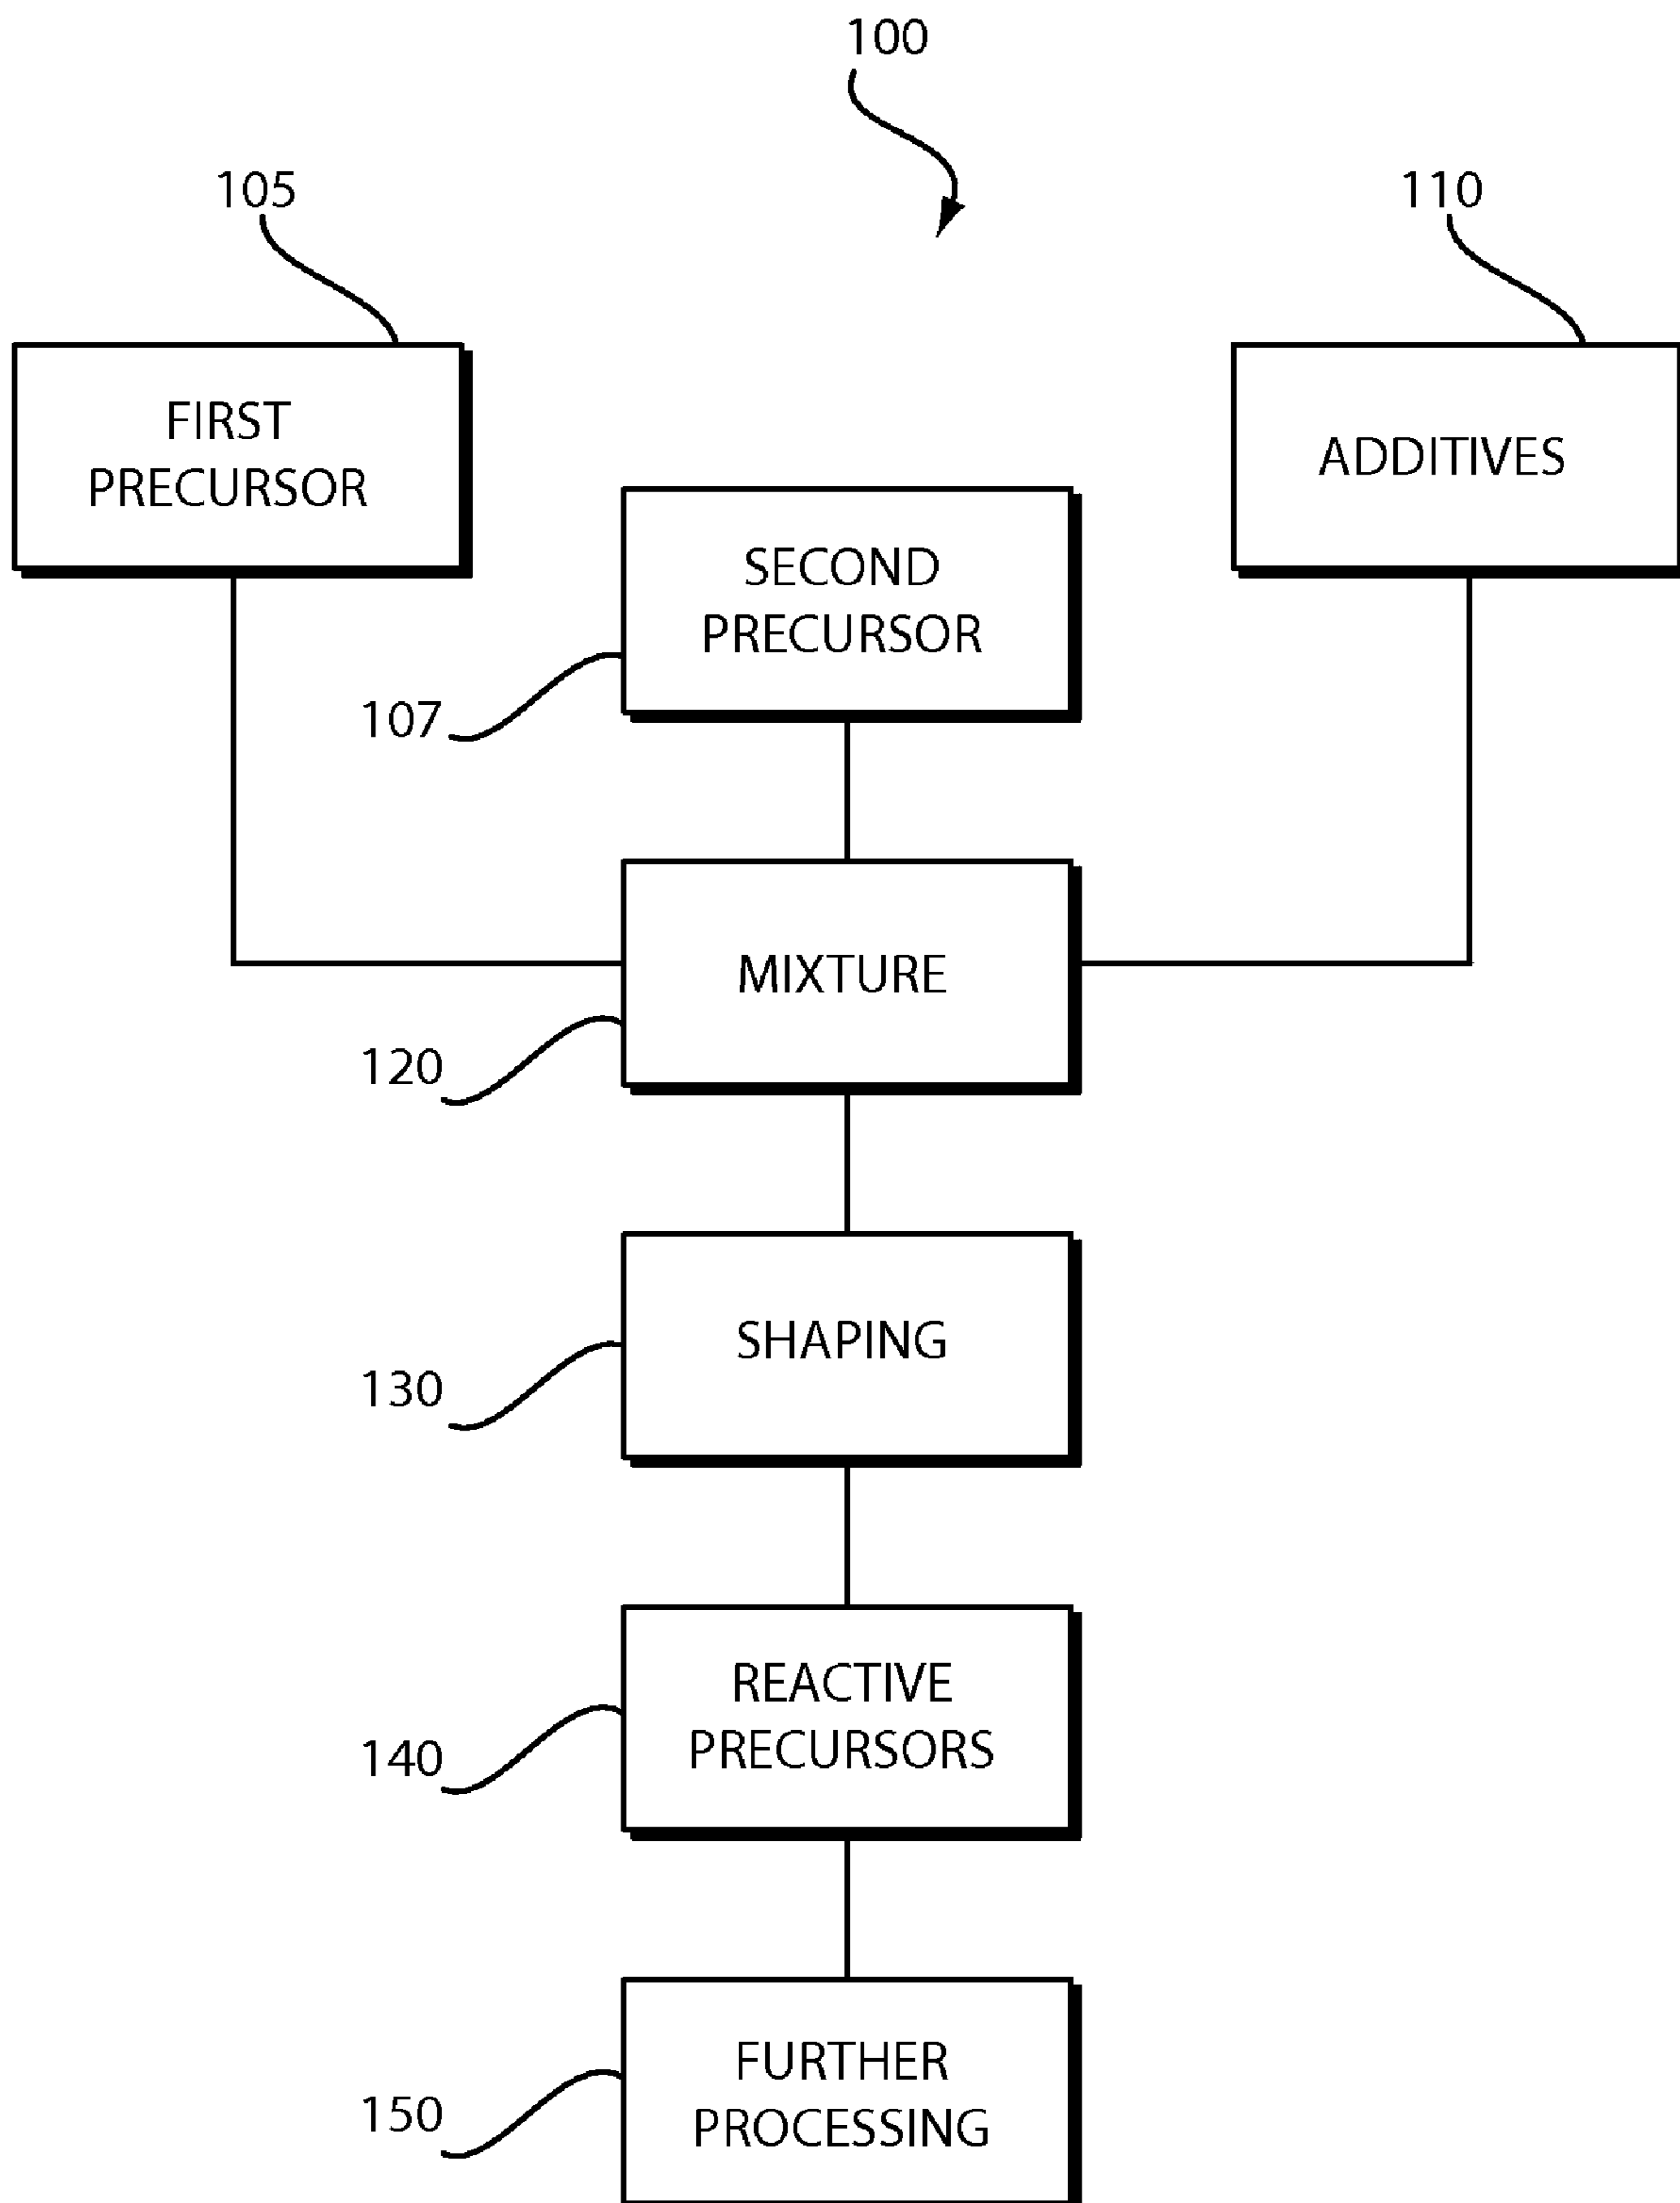 100
105
110
FIRST
PRECURSOR
ADDITIVES
SECOND
PRECURSOR
107
MIXTURE
120
SHAPING
130
REACTIVE
PRECURSORS
140
FURTHER
PROCESSING
150